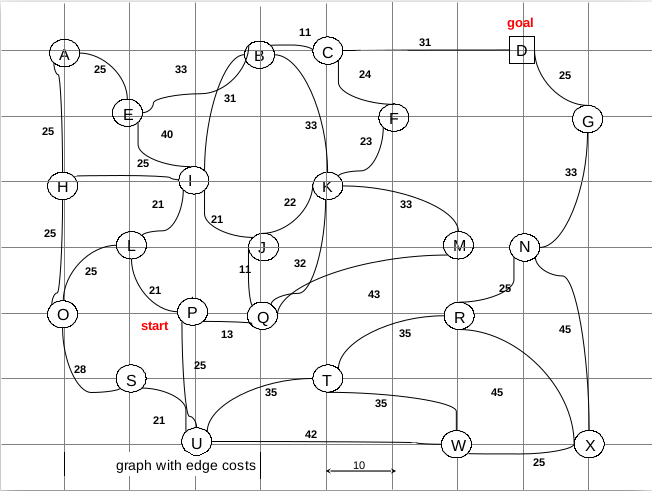 goal
11
A
B
C
31
D
25
33
24
25
31
E
F
G
25
40
33
23
25
33
H
I
K
22
33
21
21
25
L
J
M
N
25
11
32
21
43
25
O
P
Q
R
start
13
35
45
28
25
S
T
21
35
35
45
42
U
W
X
25
graph with edge costs
10